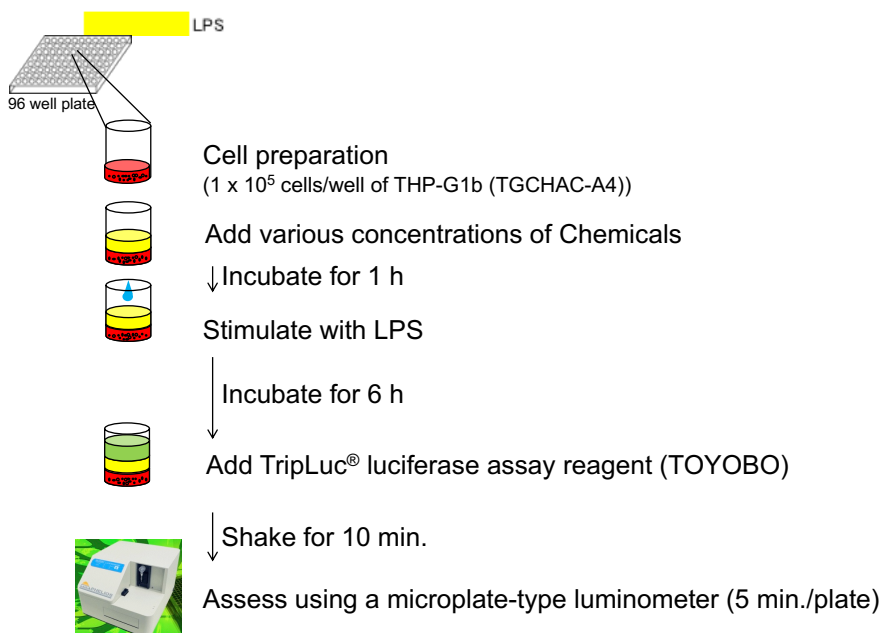 LPS
96 well plate
Cell preparation
(1 x 10⁵ cells/well of THP-G1b (TGCHAC-A4))
Add various concentrations of Chemicals
Incubate for 1 h
Stimulate with LPS
Incubate for 6 h
Add TripLuc® luciferase assay reagent (TOYOBO)
Shake for 10 min.
Assess using a microplate-type luminometer (5 min./plate)